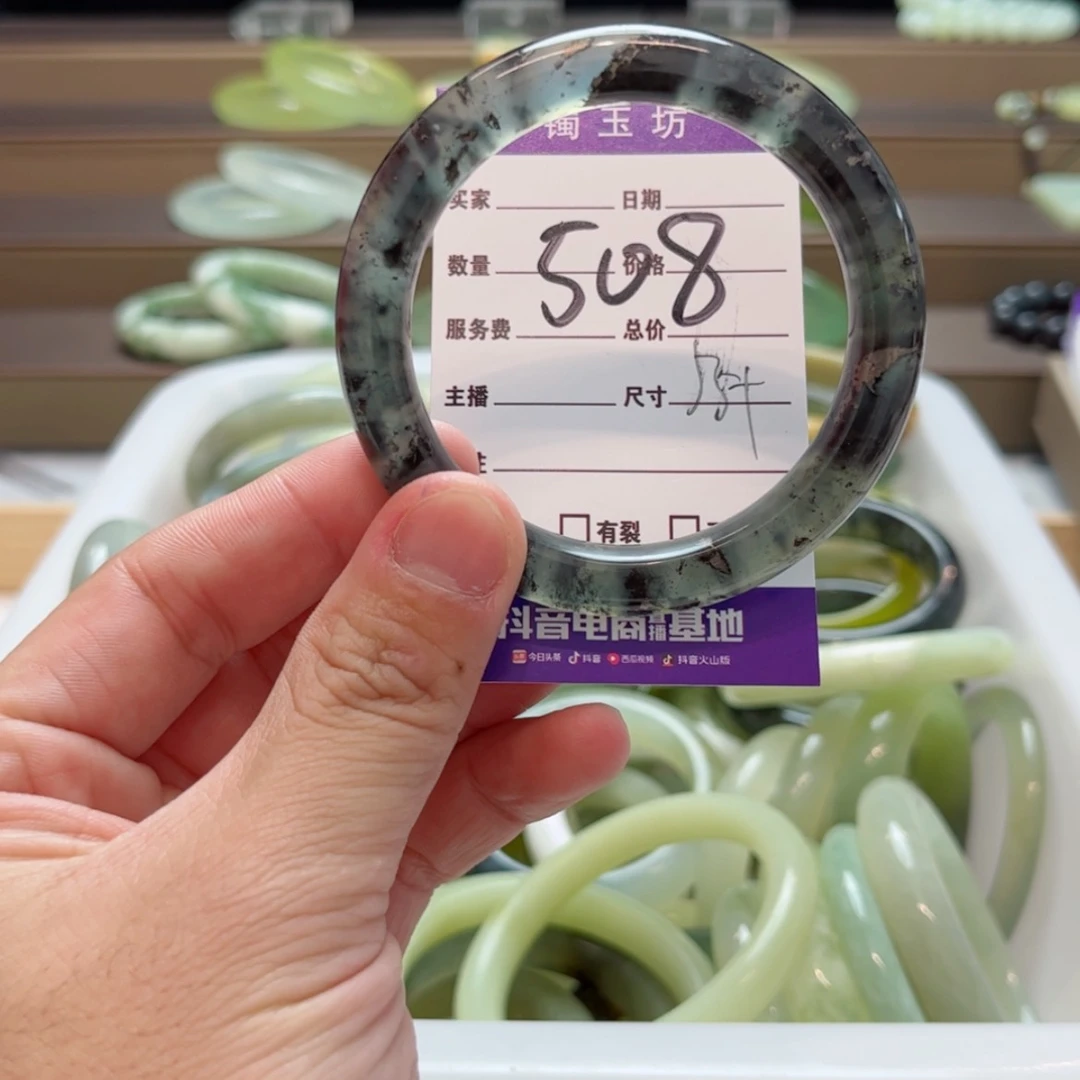 镯玉坊
买家 日期
数量 508 价格
服务费 总价
主播 尺寸
有裂
抖音电商直播基地
今日头条 抖音 西瓜视频 抖音火山版